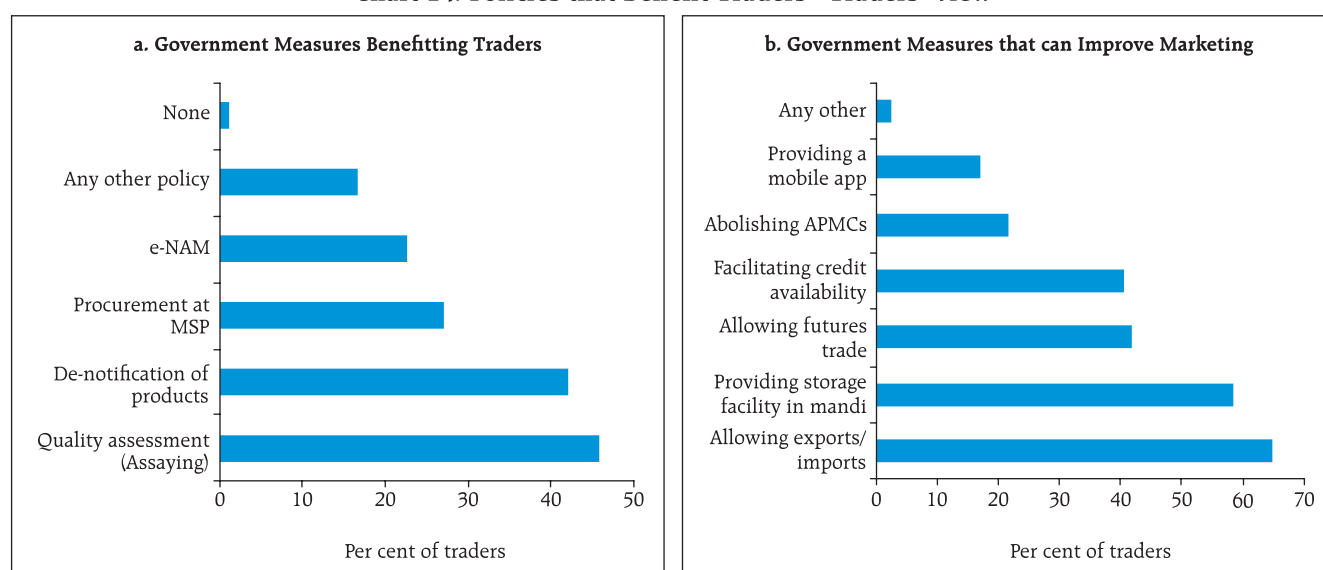 a. Government Measures Benefitting Traders
None
Any other policy
e-NAM
Procurement at
MSP
De-notification of
products
Quality assessment
(Assaying)
0 10 20 30 40 50
Per cent of traders
b. Government Measures that can Improve Marketing
Any other
Providing a
mobile app
Abolishing APMCs
Facilitating credit
availability
Allowing futures
trade
Providing storage
facility in mandi
Allowing exports/
imports
0 10 20 30 40 50 60 70
Per cent of traders